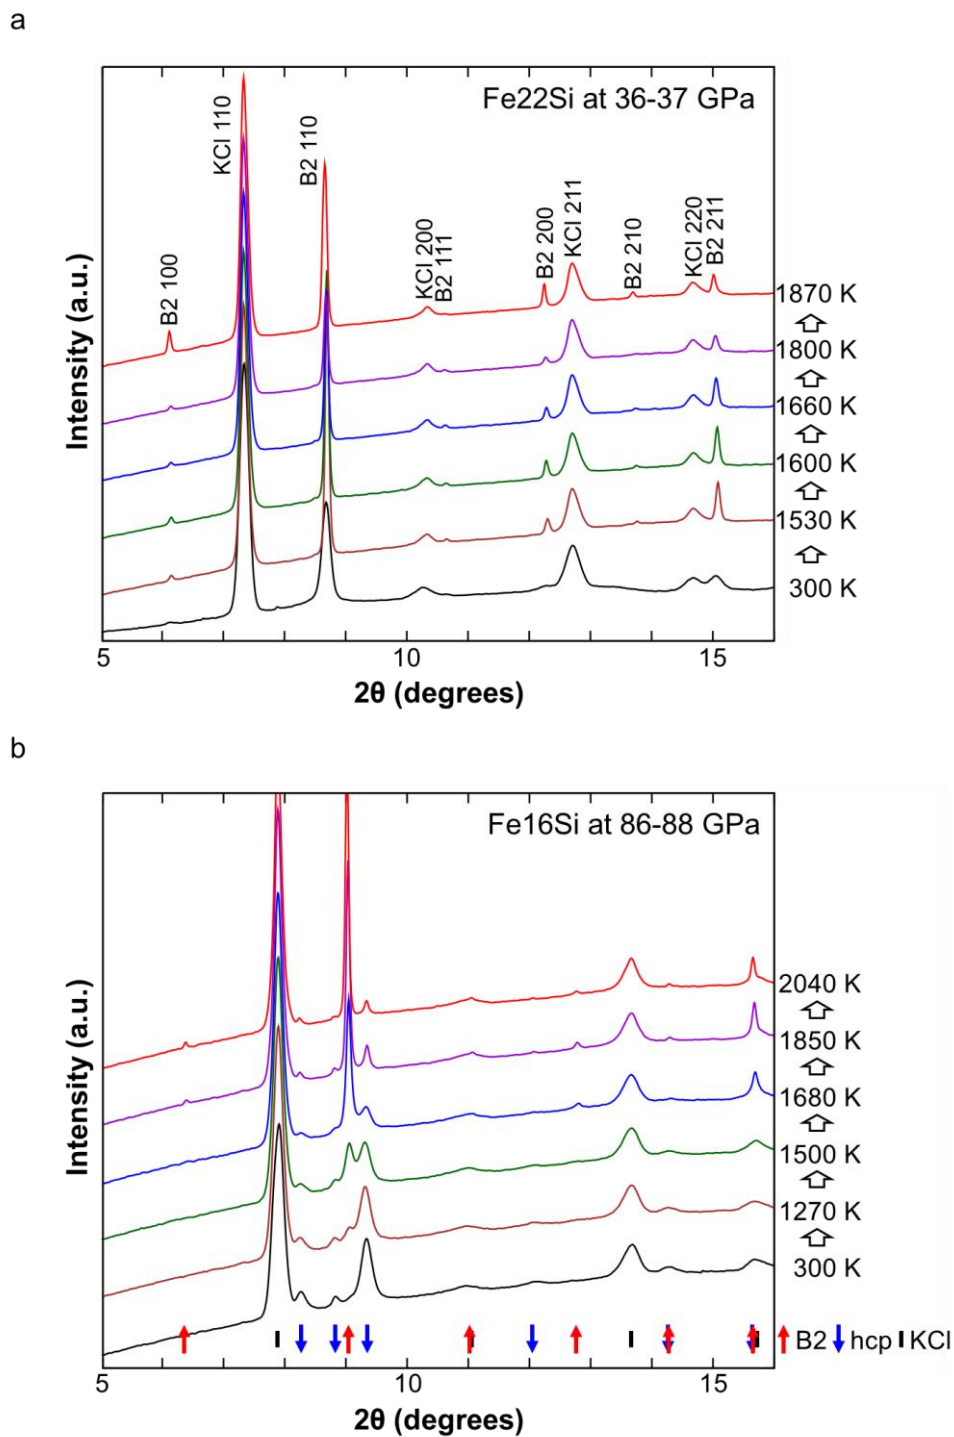 a
Fe22Si at 36-37 GPa
KCl 110
B2 110
B2 100
KCl 200
B2 111
B2 200
KCl 211
B2 210
KCl 220
B2 211
1870 K
1800 K
1660 K
1600 K
1530 K
300 K
Intensity (a.u.)
5 10 15
2θ (degrees)
b
Fe16Si at 86-88 GPa
2040 K
1850 K
1680 K
1500 K
1270 K
300 K
B2 hcp KCl
Intensity (a.u.)
5 10 15
2θ (degrees)